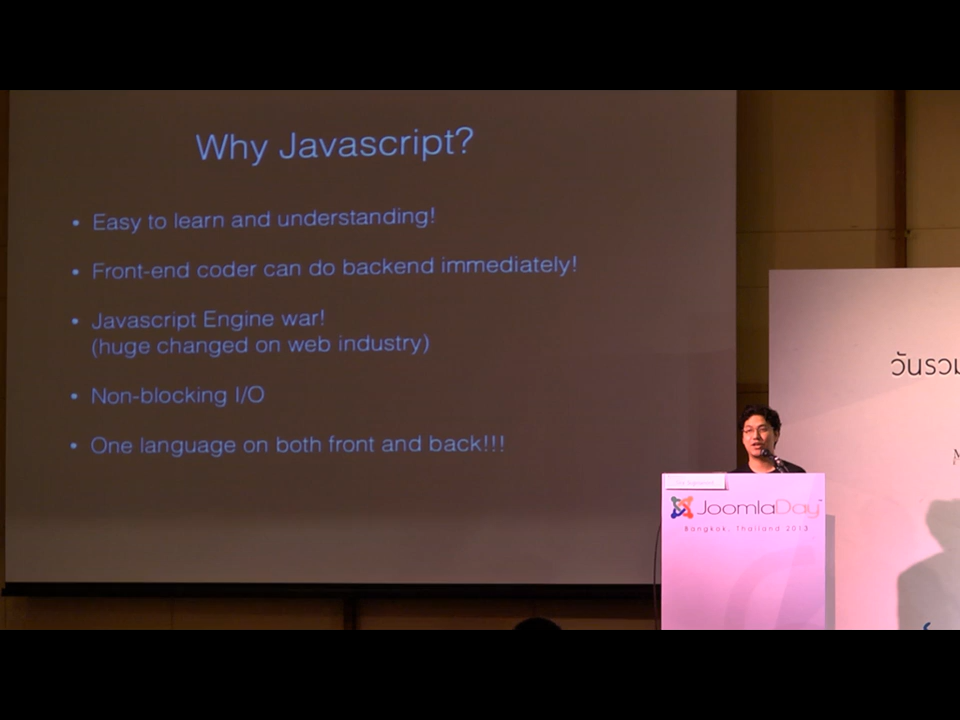 Why Javascript?
• Easy to learn and understanding!
• Front-end coder can do backend immediately!
• Javascript Engine war!
(huge changed on web industry)
• Non-blocking I/O
• One language on both front and back!!!
วันรวม
M
JoomlaDay™
Bangkok, Thailand 2013